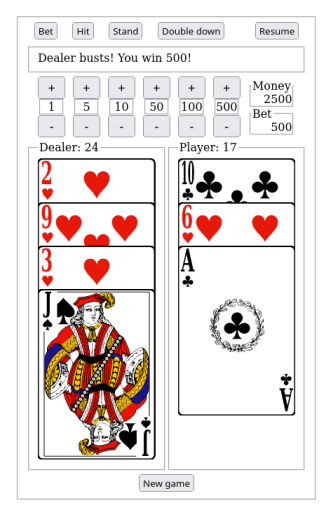 Bet Hit Stand Double down Resume
Dealer busts! You win 500!
+ + + + + + Money
1 5 10 50 100 500 2500
- - - - - - Bet
500
Dealer: 24 Player: 17
2 10
9 6
3 A
J
J
A
New game